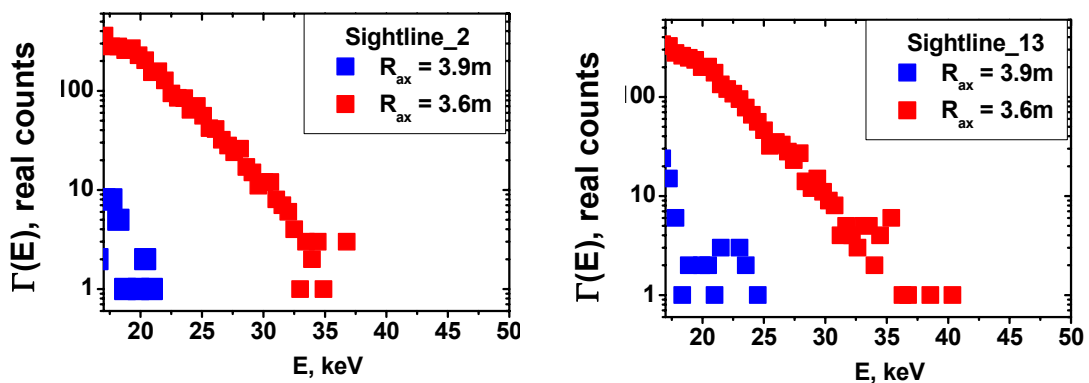 Γ(E), real counts
100
10
1
Sightline_2
R_ax = 3.9m
R_ax = 3.6m
20 25 30 35 40 45 50
E, keV
Γ(E), real counts
100
10
1
Sightline_13
R_ax = 3.9m
R_ax = 3.6m
20 25 30 35 40 45 50
E, keV